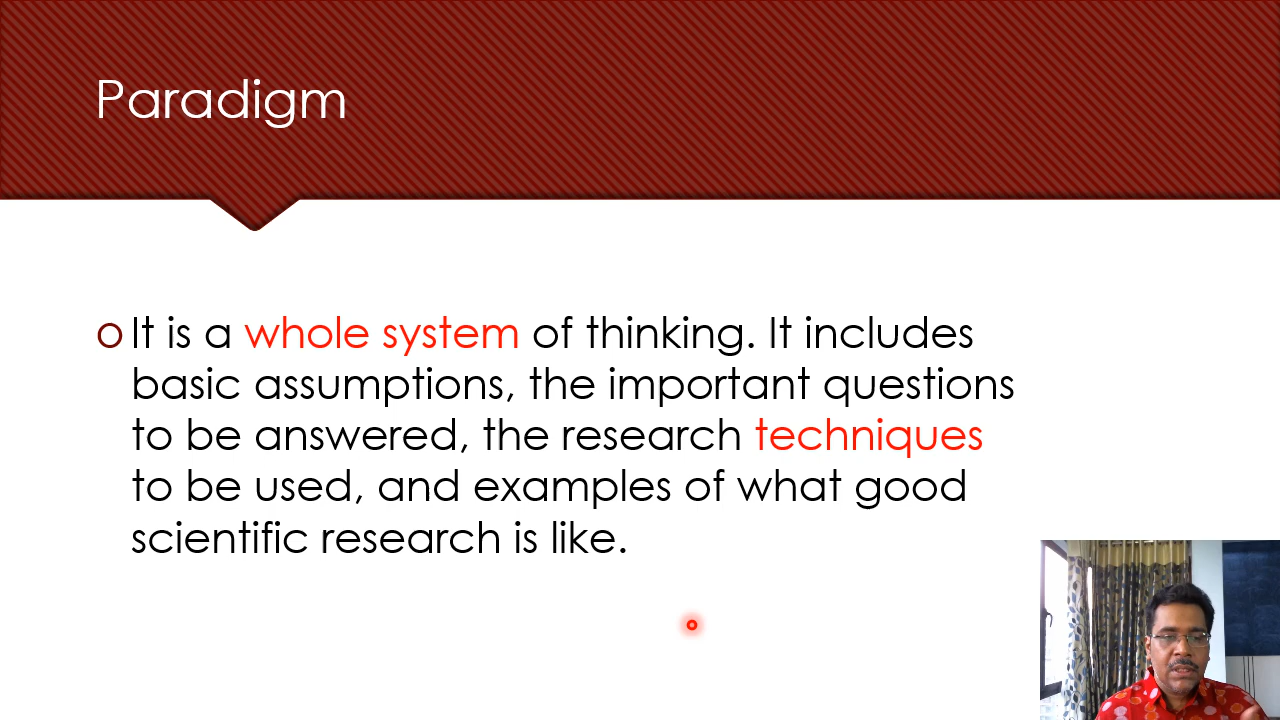 Paradigm
It is a whole system of thinking. It includes
basic assumptions, the important questions
to be answered, the research techniques
to be used, and examples of what good
scientific research is like.